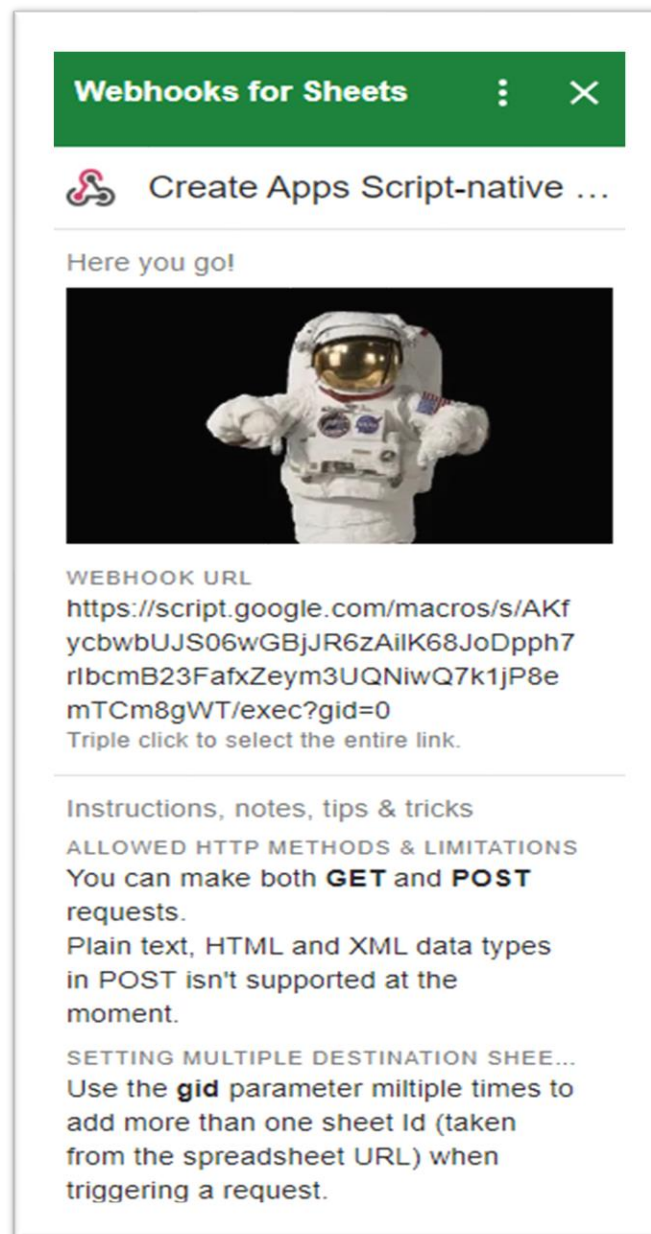 Webhooks for Sheets
Create Apps Script-native ...
Here you go!
WEBHOOK URL
https://script.google.com/macros/s/AKf
ycbwbUJS06wGBjJR6zAilK68JoDpph7
rIbcmB23FafxZeym3UQNiwQ7k1jP8e
mTCm8gWT/exec?gid=0
Triple click to select the entire link.
Instructions, notes, tips & tricks
ALLOWED HTTP METHODS & LIMITATIONS
You can make both GET and POST
requests.
Plain text, HTML and XML data types
in POST isn't supported at the
moment.
SETTING MULTIPLE DESTINATION SHEE...
Use the gid parameter miltiple times to
add more than one sheet Id (taken
from the spreadsheet URL) when
triggering a request.